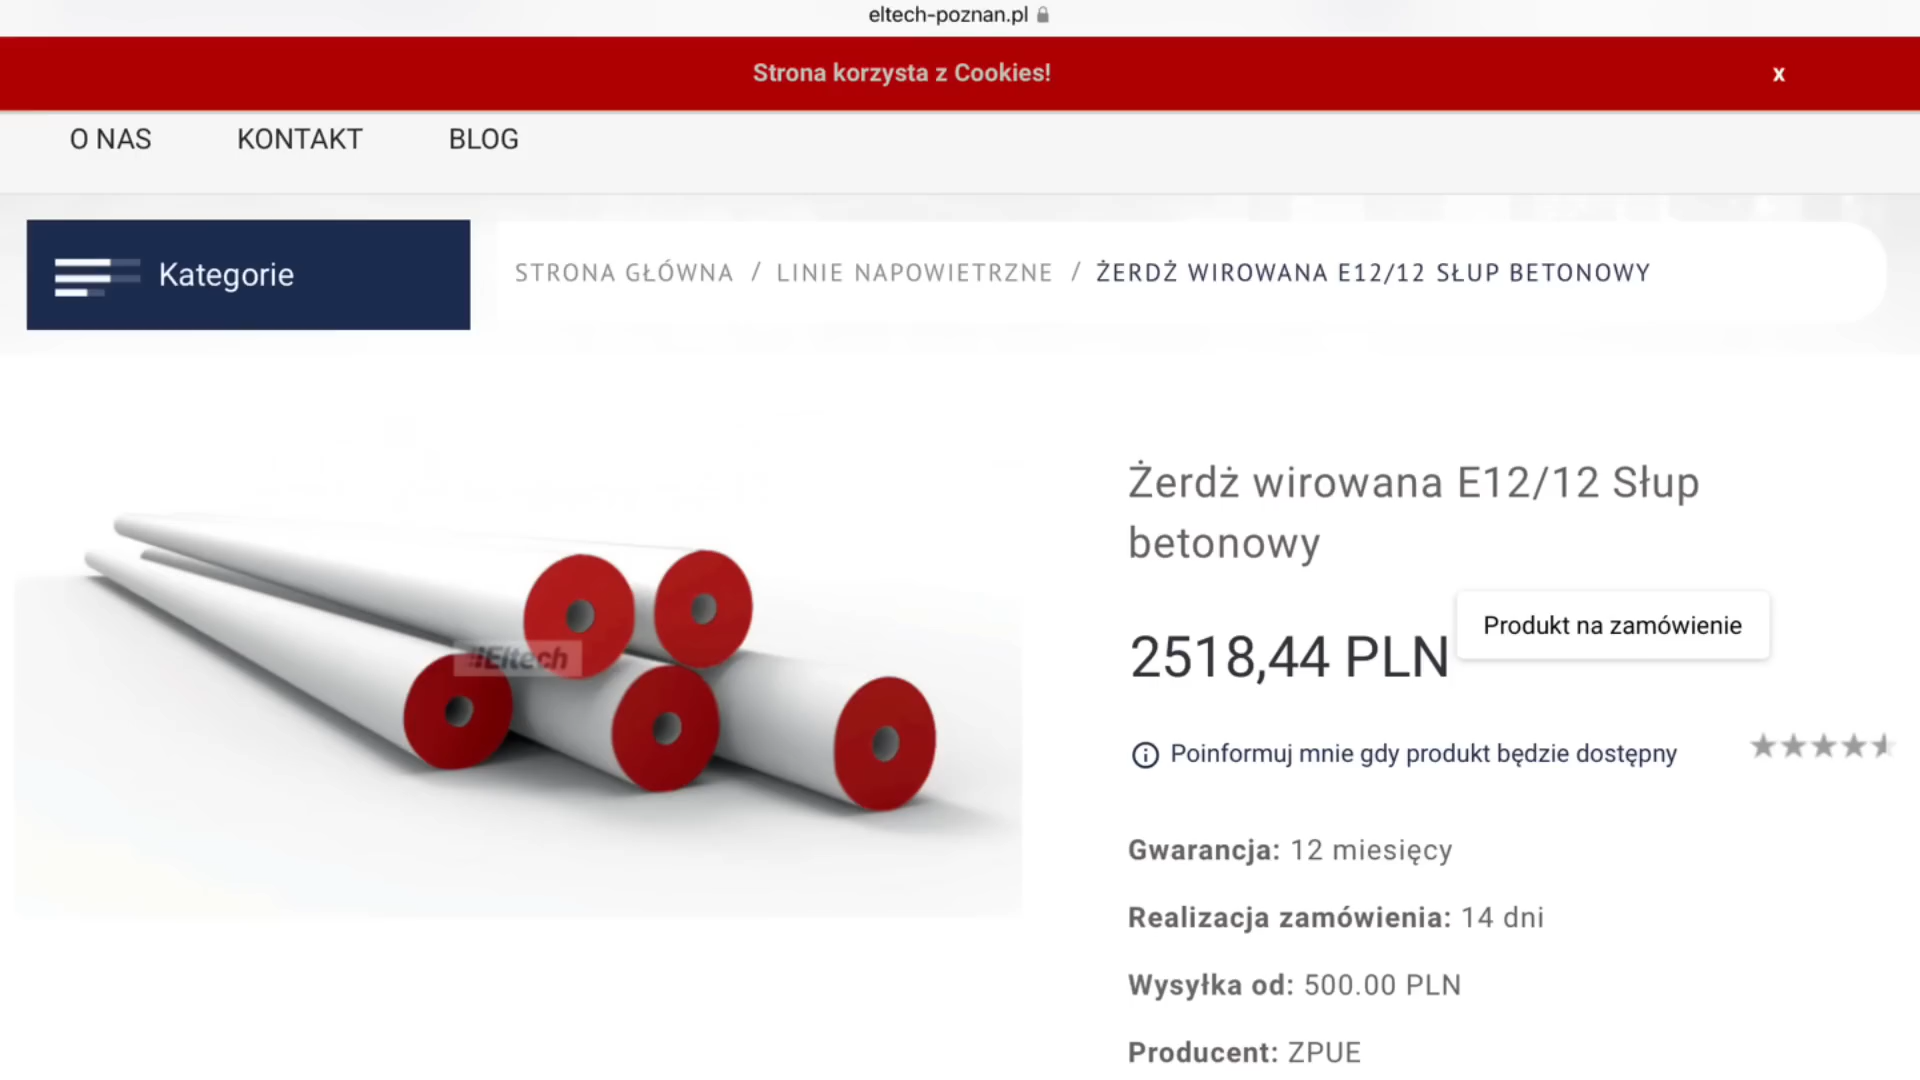 eltech-poznan.pl
Strona korzysta z Cookies!
x
O NAS
KONTAKT
BLOG
Kategorie
STRONA GŁÓWNA / LINIE NAPOWIETRZNE / ŻERDŻ WIROWANA E12/12 SŁUP BETONOWY
Eltech
Żerdż wirowana E12/12 Słup
betonowy
2518,44 PLN
Produkt na zamówienie
Poinformuj mnie gdy produkt będzie dostępny
Gwarancja: 12 miesięcy
Realizacja zamówienia: 14 dni
Wysyłka od: 500.00 PLN
Producent: ZPUE